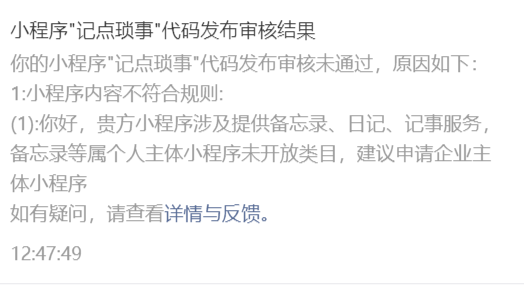 小程序"记点琐事"代码发布审核结果
你的小程序"记点琐事"代码发布审核未通过，原因如下：
1:小程序内容不符合规则:
(1):你好，贵方小程序涉及提供备忘录、日记、记事服务，
备忘录等属个人主体小程序未开放类目，建议申请企业主
体小程序
如有疑问，请查看详情与反馈。
12:47:49